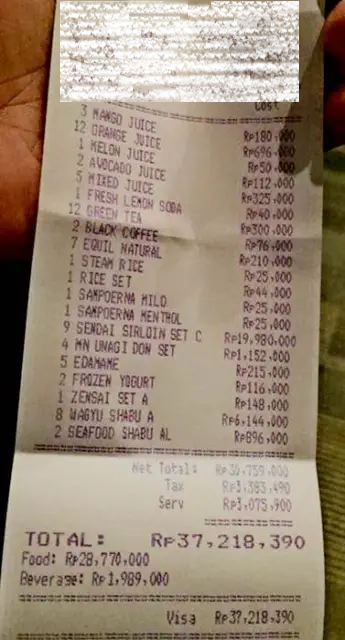 Cost
3 MANGO JUICE Rp180,000
12 ORANGE JUICE Rp696,000
1 MELON JUICE Rp50,000
2 AVOCADO JUICE Rp112,000
5 MIXED JUICE Rp325,000
1 FRESH LEMON SODA Rp40,000
12 GREEN TEA Rp300,000
2 BLACK COFFEE Rp76,000
7 EQUIL NATURAL Rp210,000
1 STEAM RICE Rp25,000
1 RICE SET Rp44,000
1 SAMPOERNA MILD Rp25,000
1 SAMPOERNA MENTHOL Rp25,000
9 SENDAI SIRLOIN SET C Rp19,980,000
4 MN UNAGI DON SET Rp1,152,000
5 EDAMAME Rp215,000
2 FROZEN YOGURT Rp116,000
1 ZENSAI SET A Rp148,000
8 WAGYU SHABU A Rp6,144,000
2 SEAFOOD SHABU AL Rp896,000
Net Total: Rp30,759,000
Tax Rp3,383,490
Serv Rp3,075,900
TOTAL: Rp37,218,390
Food: Rp28,770,000
Beverage: Rp1,989,000
Visa Rp37,218,390